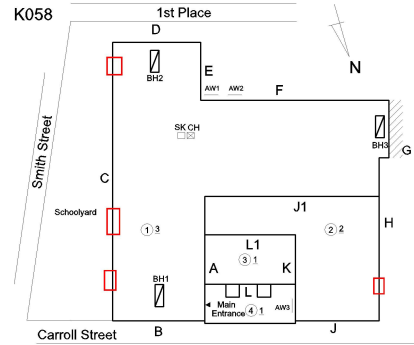 K058
1st Place
D
BH2
E
AW1 AW2
F
N
SK CH
BH3
G
Smith Street
C
Schoolyard
1 3
J1
2 2
H
L1
3 1
A
K
BH1
L
Main
Entrance
4 1
AW3
B
J
Carroll Street